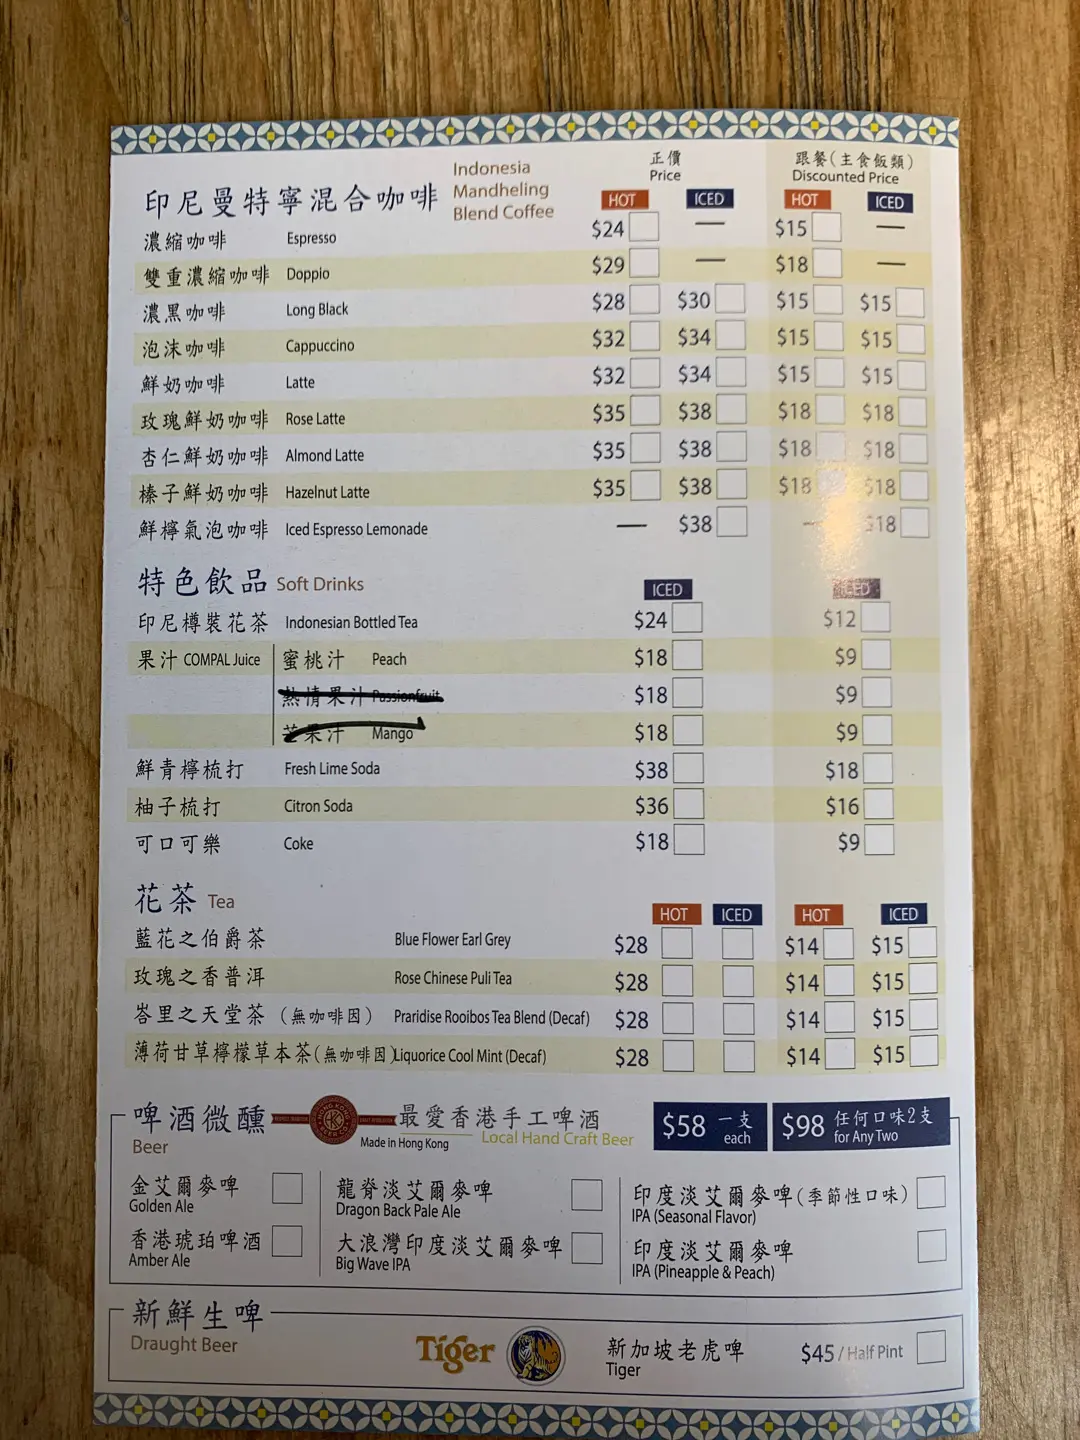 印尼曼特寧混合咖啡 Indonesia Mandheling Blend Coffee
正價 跟餐(主食飯類)
Price Discounted Price
HOT ICED HOT ICED
濃縮咖啡 Espresso $24 — $15 —
雙重濃縮咖啡 Doppio $29 — $18 —
濃黑咖啡 Long Black $28 $30 $15 $15
泡沫咖啡 Cappuccino $32 $34 $15 $15
鮮奶咖啡 Latte $32 $34 $15 $15
玫瑰鮮奶咖啡 Rose Latte $35 $38 $18 $18
杏仁鮮奶咖啡 Almond Latte $35 $38 $18 $18
榛子鮮奶咖啡 Hazelnut Latte $35 $38 $18 $18
鮮檸氣泡咖啡 Iced Espresso Lemonade — $38 — $18
特色飲品 Soft Drinks ICED ICED
印尼樽裝花茶 Indonesian Bottled Tea $24 $12
果汁 COMPAL Juice 蜜桃汁 Peach $18 $9
熱情果汁 Passionfruit $18 $9
芒果汁 Mango $18 $9
鮮青檸梳打 Fresh Lime Soda $38 $18
柚子梳打 Citron Soda $36 $16
可口可樂 Coke $18 $9
花茶 Tea HOT ICED HOT ICED
藍花之伯爵茶 Blue Flower Earl Grey $28 $14 $15
玫瑰之香普洱 Rose Chinese Puli Tea $28 $14 $15
峇里之天堂茶 (無咖啡因) Praridise Rooibos Tea Blend (Decaf) $28 $14 $15
薄荷甘草檸檬草本茶(無咖啡因) Liquorice Cool Mint (Decaf) $28 $14 $15
啤酒微醺 最愛香港手工啤酒 $58 一支 each $98 任何口味2支 for Any Two
Beer HONG KONG BEER CO. HK Made in Hong Kong Local Hand Craft Beer
金艾爾麥啤 龍脊淡艾爾麥啤 印度淡艾爾麥啤(季節性口味)
Golden Ale Dragon Back Pale Ale IPA (Seasonal Flavor)
香港琥珀啤酒 大浪灣印度淡艾爾麥啤 印度淡艾爾麥啤
Amber Ale Big Wave IPA IPA (Pineapple & Peach)
新鮮生啤
Draught Beer Tiger 新加坡老虎啤 $45/Half Pint
Tiger